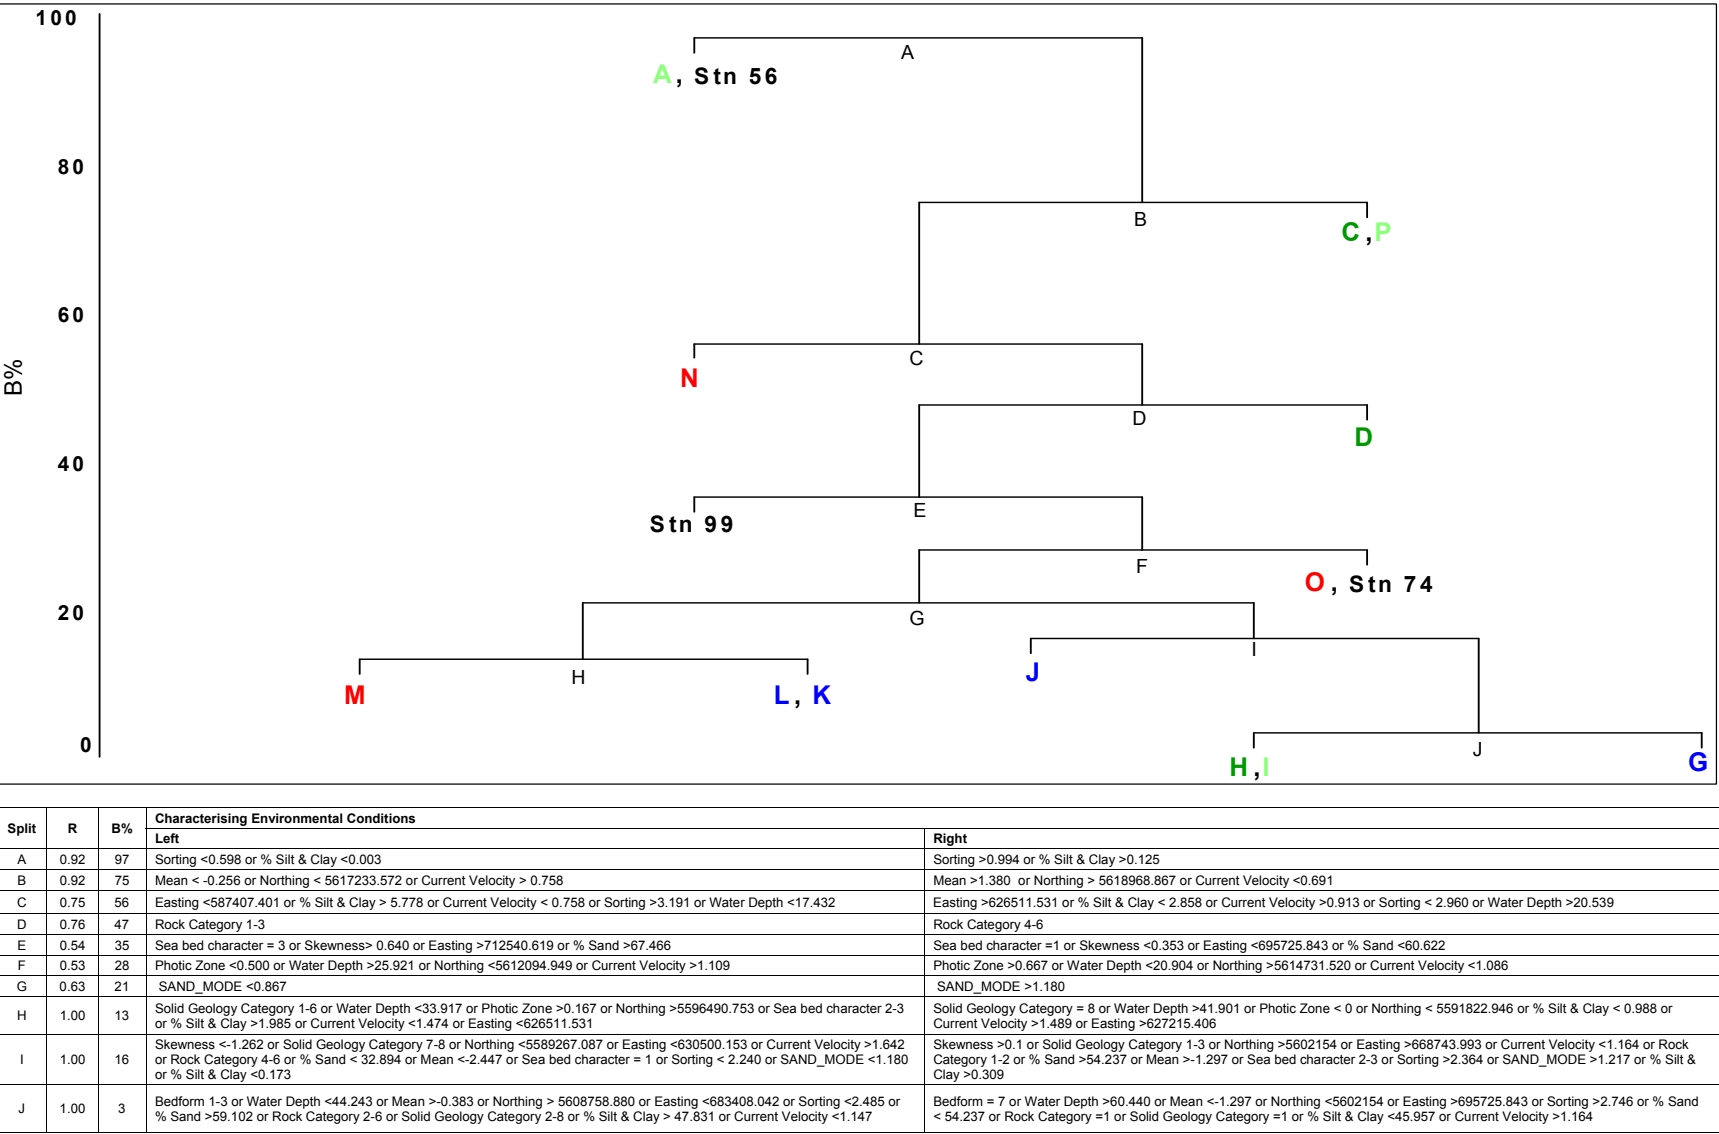 100
A
A, Stn 56
80
B
C,P
60
C
N
B%
D
D
40
E
Stn 99
F
O, Stn 74
20
G
I
J
H
M
L, K
0
J
H,I
G
Split R B% Characterising Environmental Conditions
Left Right
A 0.92 97 Sorting <0.598 or % Silt & Clay <0.003 Sorting >0.994 or % Silt & Clay >0.125
B 0.92 75 Mean < -0.256 or Northing < 5617233.572 or Current Velocity > 0.758 Mean >1.380 or Northing > 5618968.867 or Current Velocity <0.691
C 0.75 56 Easting <587407.401 or % Silt & Clay > 5.778 or Current Velocity < 0.758 or Sorting >3.191 or Water Depth <17.432 Easting >626511.531 or % Silt & Clay < 2.858 or Current Velocity >0.913 or Sorting < 2.960 or Water Depth >20.539
D 0.76 47 Rock Category 1-3 Rock Category 4-6
E 0.54 35 Sea bed character = 3 or Skewness> 0.640 or Easting >712540.619 or % Sand >67.466 Sea bed character =1 or Skewness <0.353 or Easting <695725.843 or % Sand <60.622
F 0.53 28 Photic Zone <0.500 or Water Depth >25.921 or Northing <5612094.949 or Current Velocity >1.109 Photic Zone >0.667 or Water Depth <20.904 or Northing >5614731.520 or Current Velocity <1.086
G 0.63 21 SAND_MODE <0.867 SAND_MODE >1.180
H 1.00 13 Solid Geology Category 1-6 or Water Depth <33.917 or Photic Zone >0.167 or Northing >5596490.753 or Sea bed character 2-3
or % Silt & Clay >1.985 or Current Velocity <1.474 or Easting <626511.531
Solid Geology Category = 8 or Water Depth >41.901 or Photic Zone < 0 or Northing < 5591822.946 or % Silt & Clay < 0.988 or
Current Velocity >1.489 or Easting >627215.406
I 1.00 16 Skewness <-1.262 or Solid Geology Category 7-8 or Northing <5589267.087 or Easting <630500.153 or Current Velocity >1.642
or Rock Category 4-6 or % Sand < 32.894 or Mean <-2.447 or Sea bed character = 1 or Sorting < 2.240 or SAND_MODE <1.180
or % Silt & Clay <0.173
Skewness >0.1 or Solid Geology Category 1-3 or Northing >5602154 or Easting >668743.993 or Current Velocity <1.164 or Rock
Category 1-2 or % Sand >54.237 or Mean >-1.297 or Sea bed character 2-3 or Sorting >2.364 or SAND_MODE >1.217 or % Silt &
Clay >0.309
J 1.00 3 Bedform 1-3 or Water Depth <44.243 or Mean >-0.383 or Northing > 5608758.880 or Easting <683408.042 or Sorting <2.485 or
% Sand >59.102 or Rock Category 2-6 or Solid Geology Category 2-8 or % Silt & Clay > 47.831 or Current Velocity <1.147
Bedform = 7 or Water Depth >60.440 or Mean <-1.297 or Northing <5602154 or Easting >695725.843 or Sorting >2.746 or % Sand
< 54.237 or Rock Category =1 or Solid Geology Category =1 or % Silt & Clay <45.957 or Current Velocity >1.164